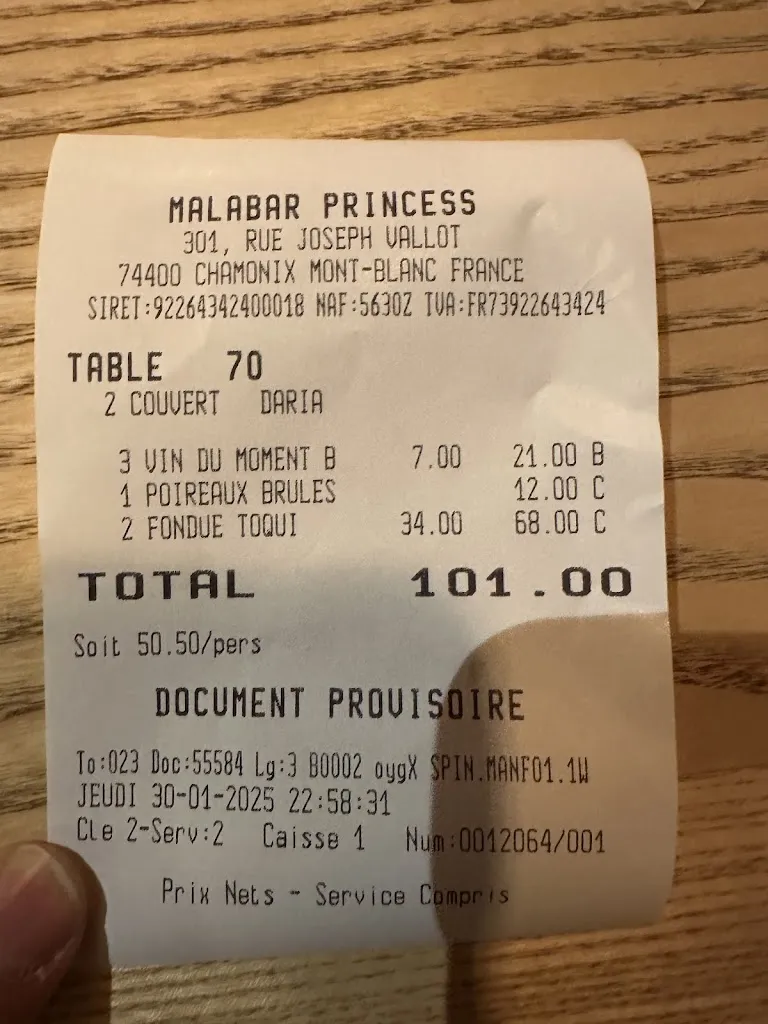 MALABAR PRINCESS
301, RUE JOSEPH VALLOT
74400 CHAMONIX MONT-BLANC FRANCE
SIRET:92264342400018 NAF:5630Z TVA:FR73922643424
TABLE 70
2 COUVERT DARIA
3 VIN DU MOMENT B 7.00 21.00 B
1 POIREAUX BRULES 12.00 C
2 FONDUE TOQUI 34.00 68.00 C
TOTAL 101.00
Soit 50.50/pers
DOCUMENT PROVISOIRE
To:023 Doc:55584 Lg:3 B0002 oygX SPIN.MANF01.1W
JEUDI 30-01-2025 22:58:31
Cle 2-Serv:2 Caisse 1 Num:0012064/001
Prix Nets - Service Compris